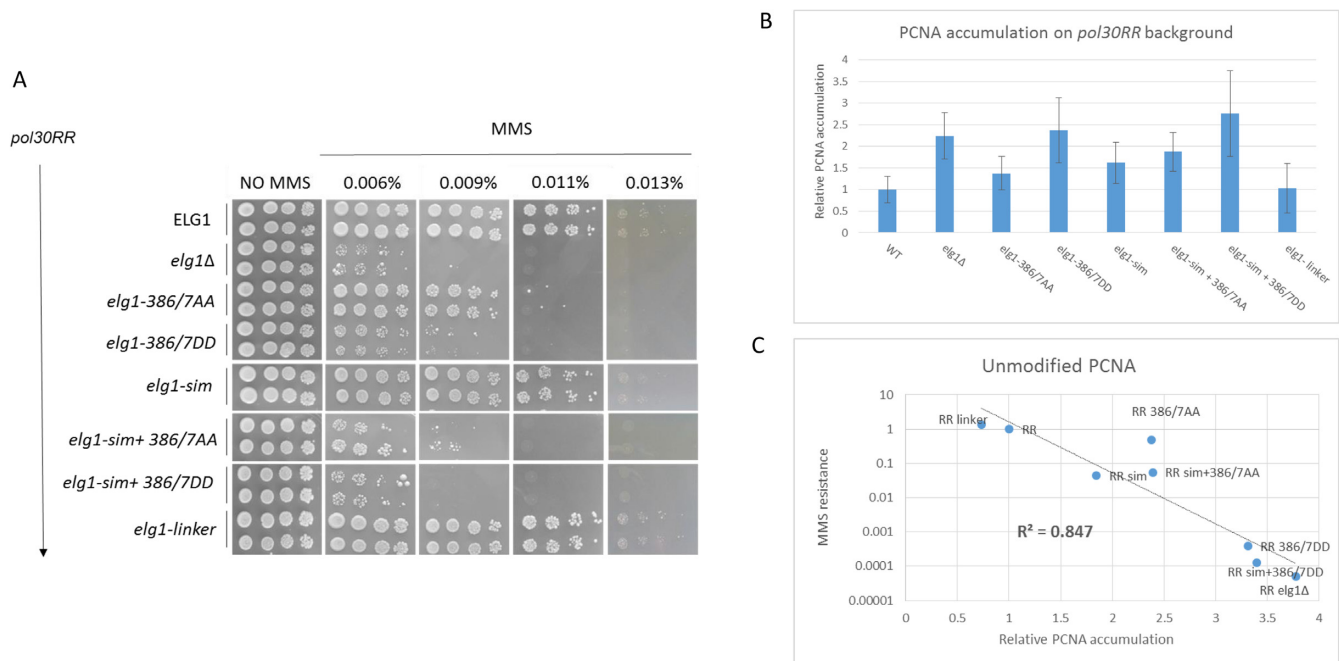 A
pol30RR
MMS
NO MMS 0.006% 0.009% 0.011% 0.013%
ELG1
elg1Δ
elg1-386/7AA
elg1-386/7DD
elg1-sim
elg1-sim+ 386/7AA
elg1-sim+ 386/7DD
elg1-linker
B
PCNA accumulation on pol30RR background
Relative PCNA accumulation
4
3.5
3
2.5
2
1.5
1
0.5
0
WT elg1Δ elg1-386/7AA elg1-386/7DD elg1-sim elg1-sim + 386/7AA elg1-sim + 386/7DD elg1- linker
C
Unmodified PCNA
MMS resistance
10
1
0.1
0.01
0.001
0.0001
0.00001
RR 386/7AA
RR linker
RR
RR sim
RR sim+386/7AA
R² = 0.847
RR 386/7DD
RR sim+386/7DD
RR elg1Δ
0 0.5 1 1.5 2 2.5 3 3.5 4
Relative PCNA accumulation